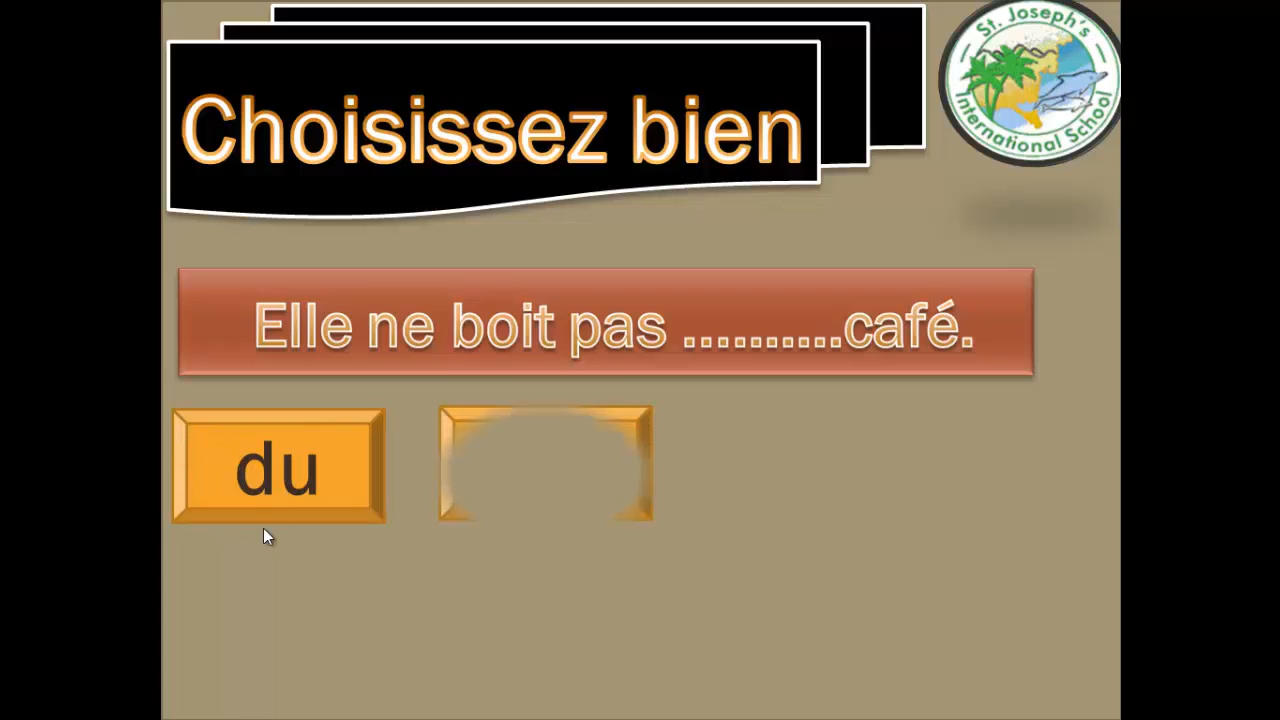 Choisissez bien
St. Joseph's
International School
Elle ne boit pas ..........café.
du